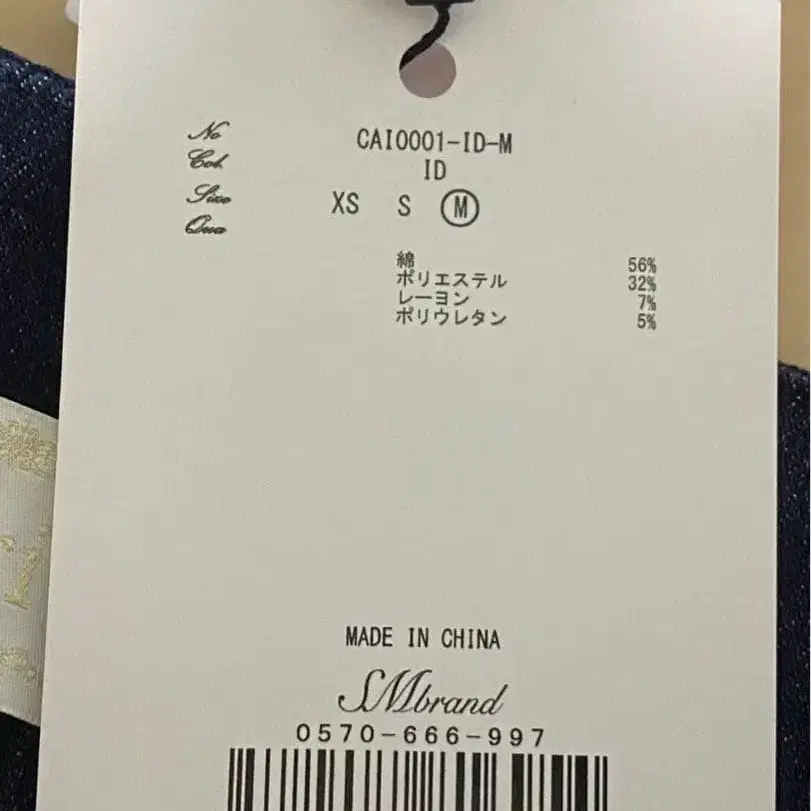 No CAI0001-ID-M
Col. ID
Size XS S M
Qua
綿 56%
ポリエステル 32%
レーヨン 7%
ポリウレタン 5%
MADE IN CHINA
SMbrand
0570-666-997